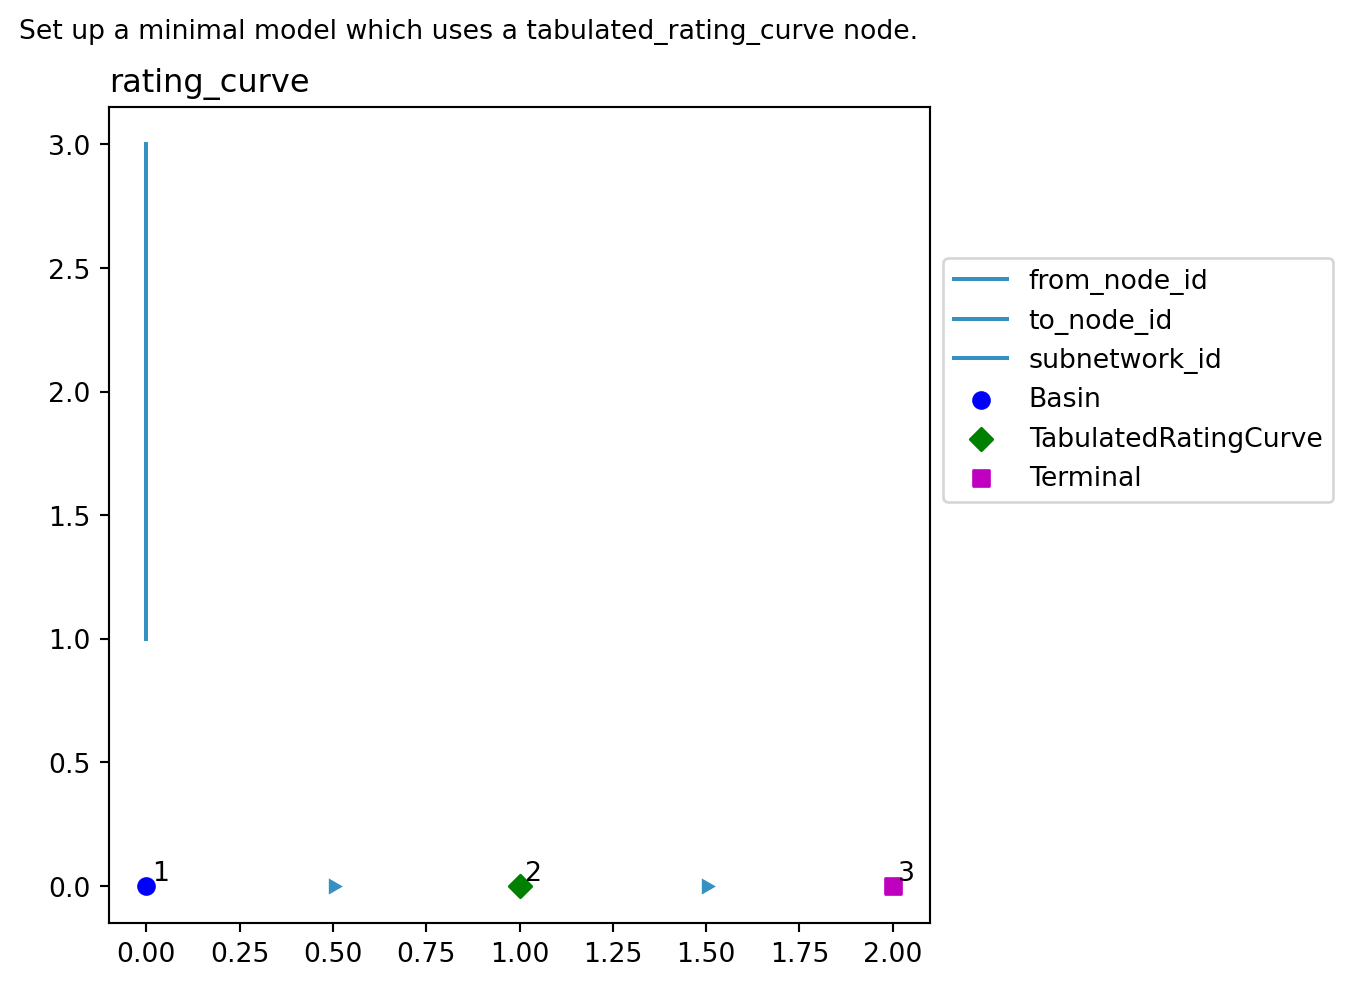 Set up a minimal model which uses a tabulated_rating_curve node.
rating_curve
3.0
2.5
2.0
1.5
1.0
0.5
0.0
1
2
3
0.00 0.25 0.50 0.75 1.00 1.25 1.50 1.75 2.00
from_node_id
to_node_id
subnetwork_id
Basin
TabulatedRatingCurve
Terminal